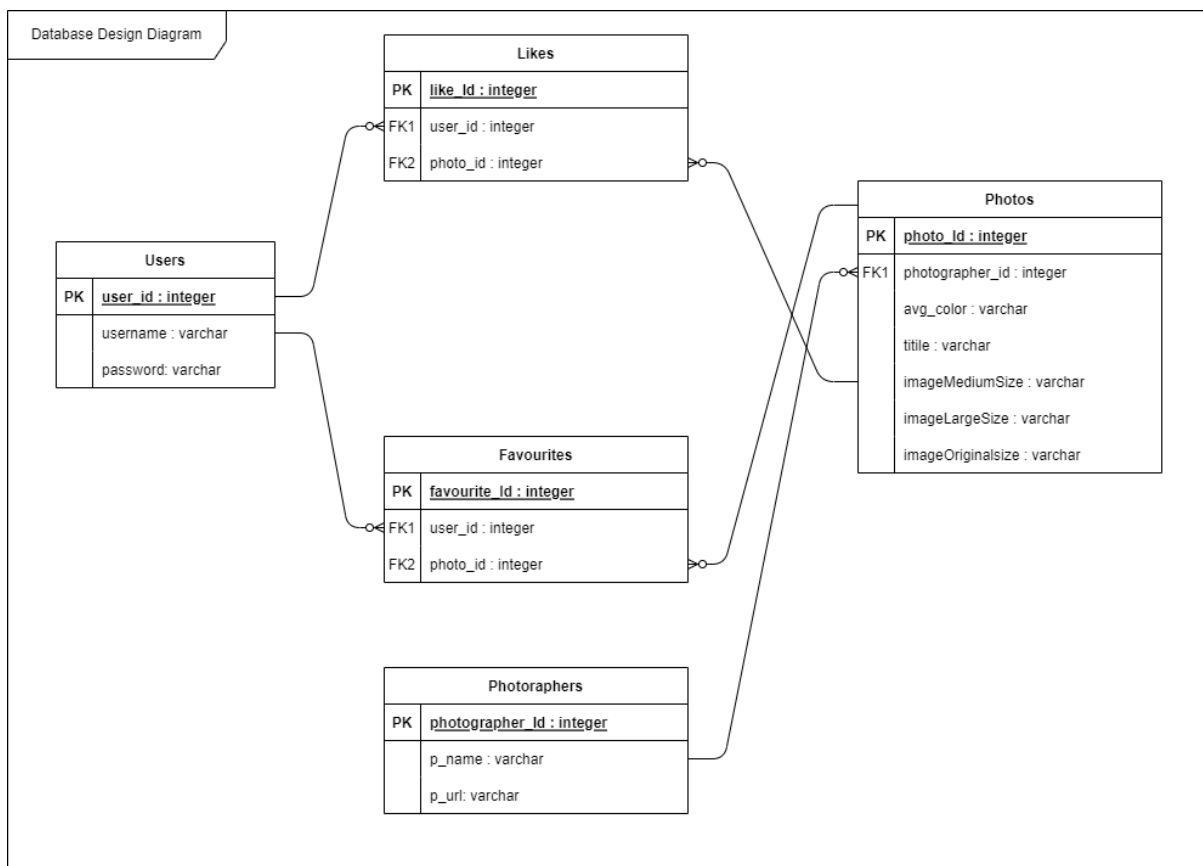 Database Design Diagram
Likes
PK like_Id : integer
FK1 user_id : integer
FK2 photo_id : integer
Photos
PK photo_Id : integer
FK1 photographer_id : integer
avg_color : varchar
titile : varchar
imageMediumSize : varchar
imageLargeSize : varchar
imageOriginalsize : varchar
Users
PK user_id : integer
username : varchar
password: varchar
Favourites
PK favourite_Id : integer
FK1 user_id : integer
FK2 photo_id : integer
Photoraphers
PK photographer_Id : integer
p_name : varchar
p_url: varchar